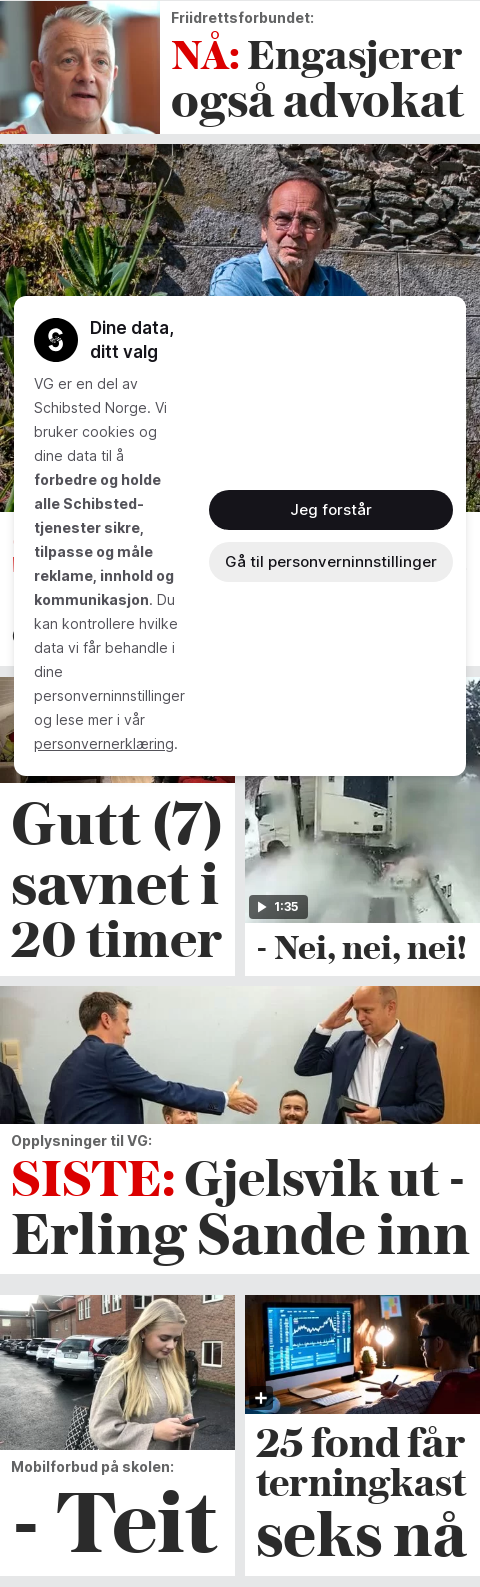 Friidrettsforbundet:
NÅ: Engasjerer
også advokat
Dine data,
ditt valg
VG er en del av
Schibsted Norge. Vi
bruker cookies og
dine data til å
forbedre og holde
alle Schibsted-
tjenester sikre,
tilpasse og måle
reklame, innhold og
kommunikasjon. Du
kan kontrollere hvilke
data vi får behandle i
dine
personverninnstillinger
og lese mer i vår
personvernerklæring.
Jeg forstår
Gå til personverninnstillinger
Gutt (7)
savnet i
20 timer
1:35
- Nei, nei, nei!
Opplysninger til VG:
SISTE: Gjelsvik ut -
Erling Sande inn
Mobilforbud på skolen:
- Teit
25 fond får
terningkast
seks nå